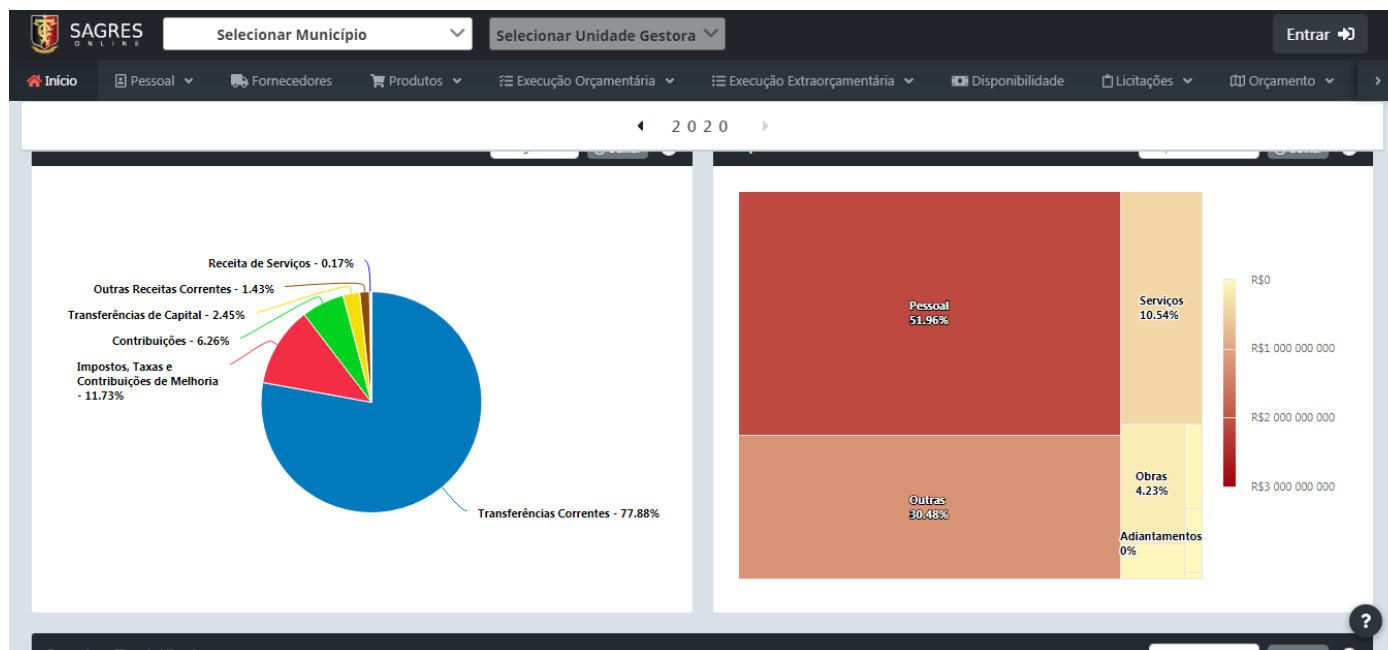 SAGRES
ONLINE
Selecionar Município
Selecionar Unidade Gestora
Entrar
Início
Pessoal
Fornecedores
Produtos
Execução Orçamentária
Execução Extraorçamentária
Disponibilidade
Licitações
Orçamento
2020
Receita de Serviços - 0.17%
Outras Receitas Correntes - 1.43%
Transferências de Capital - 2.45%
Contribuições - 6.26%
Impostos, Taxas e
Contribuições de Melhoria
- 11.73%
Transferências Correntes - 77.88%
Pessoal
51.96%
Serviços
10.54%
Outras
30.48%
Obras
4.23%
Adiantamentos
0%
R$0
R$1 000 000 000
R$2 000 000 000
R$3 000 000 000
?